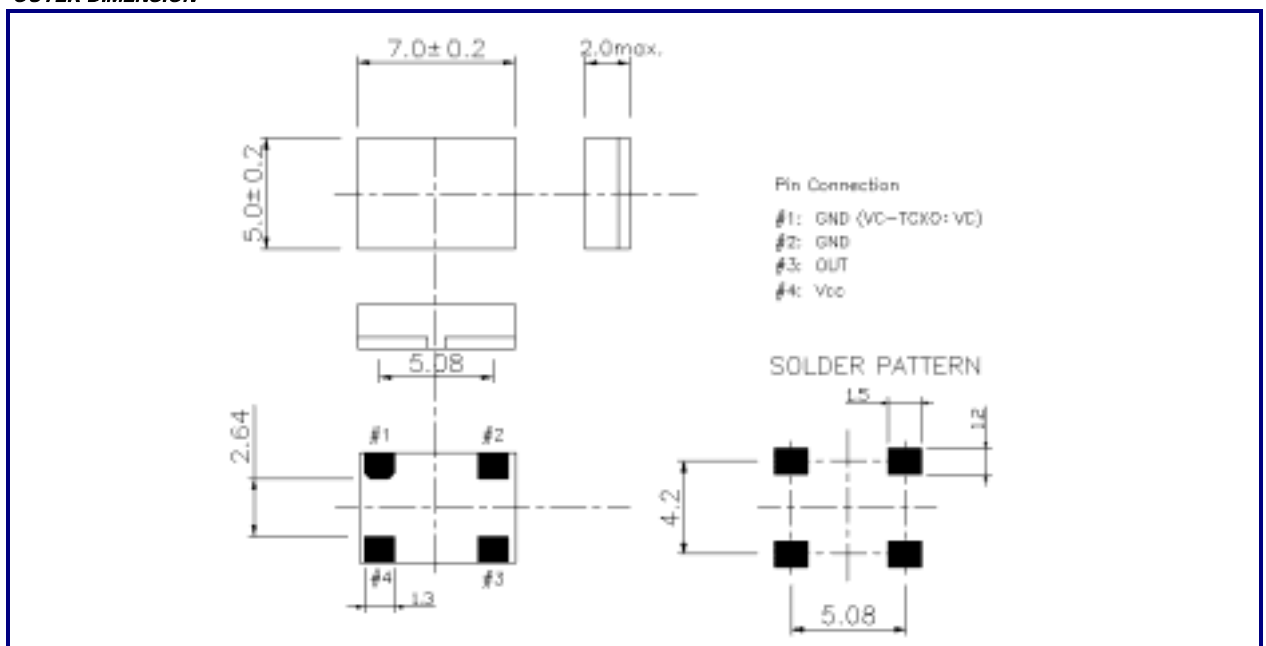 OUTER DIMENSION
7.0±0.2
2.0max.
5.0±0.2
Pin Connection
#1: GND (VC-TCXO: VC)
#2: GND
#3: OUT
#4: Vcc
5.08
SOLDER PATTERN
1.5
1.2
2.64
#1
#2
4.2
#4
#3
1.3
5.08